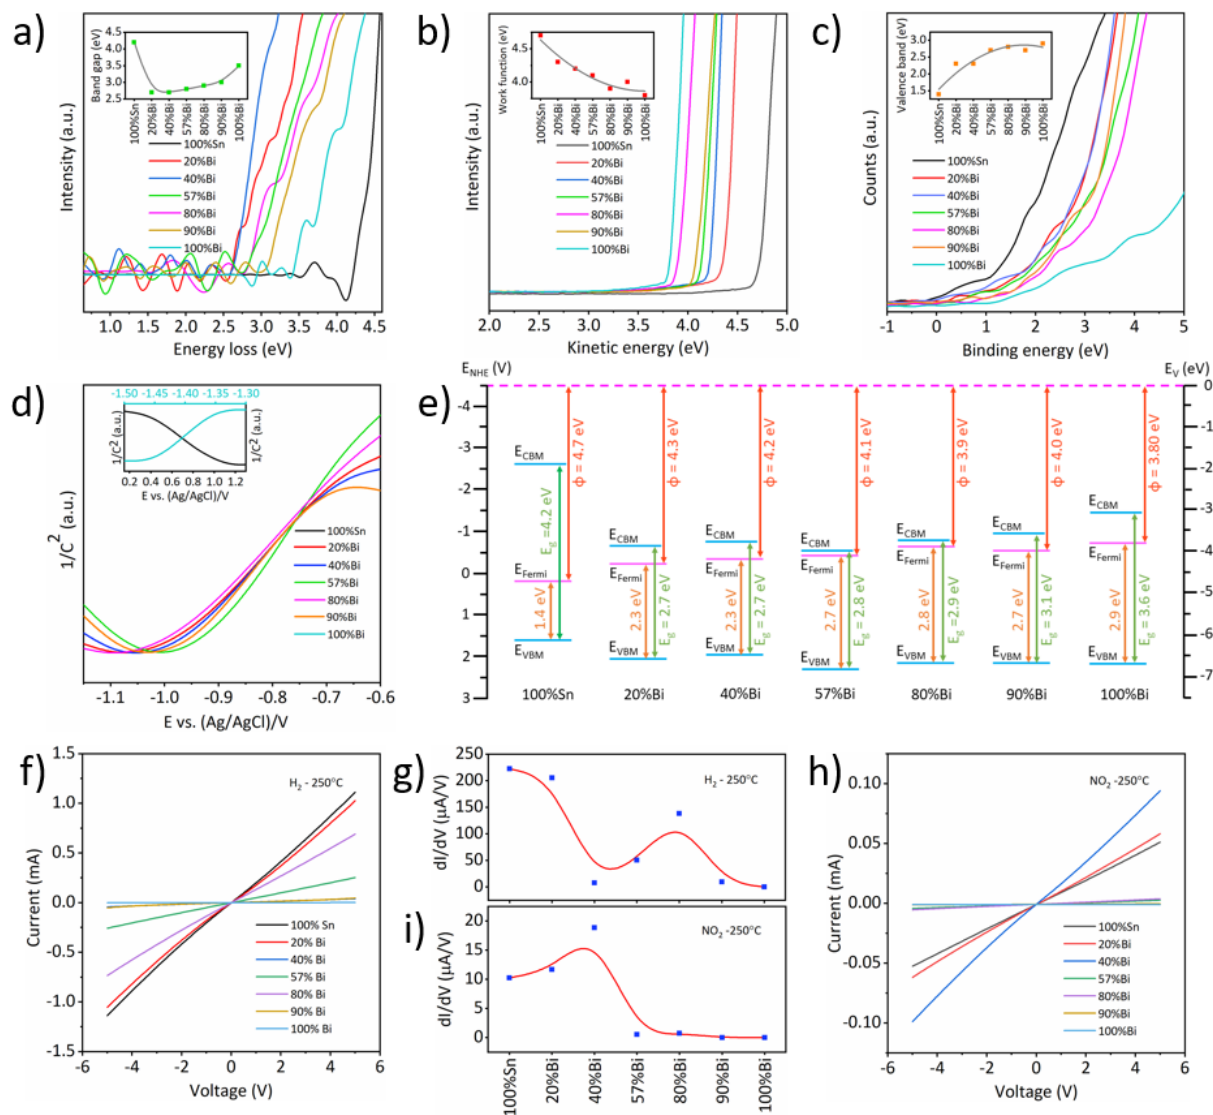 a)
Band gap (eV)
4.5
4.0
3.5
3.0
2.5
100%Sn
20%Bi
40%Bi
57%Bi
80%Bi
90%Bi
100%Bi
100%Sn
20%Bi
40%Bi
57%Bi
80%Bi
90%Bi
100%Bi
Intensity (a.u.)
1.0 1.5 2.0 2.5 3.0 3.5 4.0 4.5
Energy loss (eV)
b)
Work function (eV)
4.5
4.0
100%Sn
20%Bi
40%Bi
57%Bi
80%Bi
90%Bi
100%Bi
100%Sn
20%Bi
40%Bi
57%Bi
80%Bi
90%Bi
100%Bi
Intensity (a.u.)
2.0 2.5 3.0 3.5 4.0 4.5 5.0
Kinetic energy (eV)
c)
Valence band (eV)
3.0
2.5
2.0
1.5
100%Sn
20%Bi
40%Bi
57%Bi
80%Bi
90%Bi
100%Bi
100%Sn
20%Bi
40%Bi
57%Bi
80%Bi
90%Bi
100%Bi
Counts (a.u.)
-1 0 1 2 3 4 5
Binding energy (eV)
d)
-1.50 -1.45 -1.40 -1.35 -1.30
1/C² (a.u.)
1/C² (a.u.)
0.2 0.4 0.6 0.8 1.0 1.2
E vs. (Ag/AgCl)/V
100%Sn
20%Bi
40%Bi
57%Bi
80%Bi
90%Bi
100%Bi
1/C² (a.u.)
-1.1 -1.0 -0.9 -0.8 -0.7 -0.6
E vs. (Ag/AgCl)/V
e)
E_NHE (V)
E_V (eV)
-4
-3
-2
-1
0
1
2
3
0
-1
-2
-3
-4
-5
-6
-7
E_CBM
E_Fermi
E_VBM
ϕ = 4.7 eV
E_g=4.2 eV
1.4 eV
100%Sn
E_CBM
E_Fermi
E_VBM
ϕ = 4.3 eV
2.3 eV
E_g = 2.7 eV
20%Bi
E_CBM
E_Fermi
E_VBM
ϕ = 4.2 eV
2.3 eV
E_g = 2.7 eV
40%Bi
E_CBM
E_Fermi
E_VBM
ϕ = 4.1 eV
2.7 eV
E_g = 2.8 eV
57%Bi
E_CBM
E_Fermi
E_VBM
ϕ = 3.9 eV
2.8 eV
E_g = 2.9 eV
80%Bi
E_CBM
E_Fermi
E_VBM
ϕ = 4.0 eV
2.7 eV
E_g = 3.1 eV
90%Bi
E_CBM
E_Fermi
E_VBM
ϕ = 3.80 eV
2.9 eV
E_g = 3.6 eV
100%Bi
f)
H₂ - 250°C
1.5
1.0
0.5
0.0
-0.5
-1.0
-1.5
Current (mA)
100% Sn
20% Bi
40% Bi
57% Bi
80% Bi
90% Bi
100% Bi
-6 -4 -2 0 2 4 6
Voltage (V)
g)
H₂ - 250°C
250
200
150
100
50
0
dI/dV (µA/V)
i)
NO₂ -250°C
20
15
10
5
0
dI/dV (µA/V)
100%Sn
20%Bi
40%Bi
57%Bi
80%Bi
90%Bi
100%Bi
h)
NO₂ -250°C
0.10
0.05
0.00
-0.05
-0.10
Current (mA)
100%Sn
20%Bi
40%Bi
57%Bi
80%Bi
90%Bi
100%Bi
-6 -4 -2 0 2 4 6
Voltage (V)